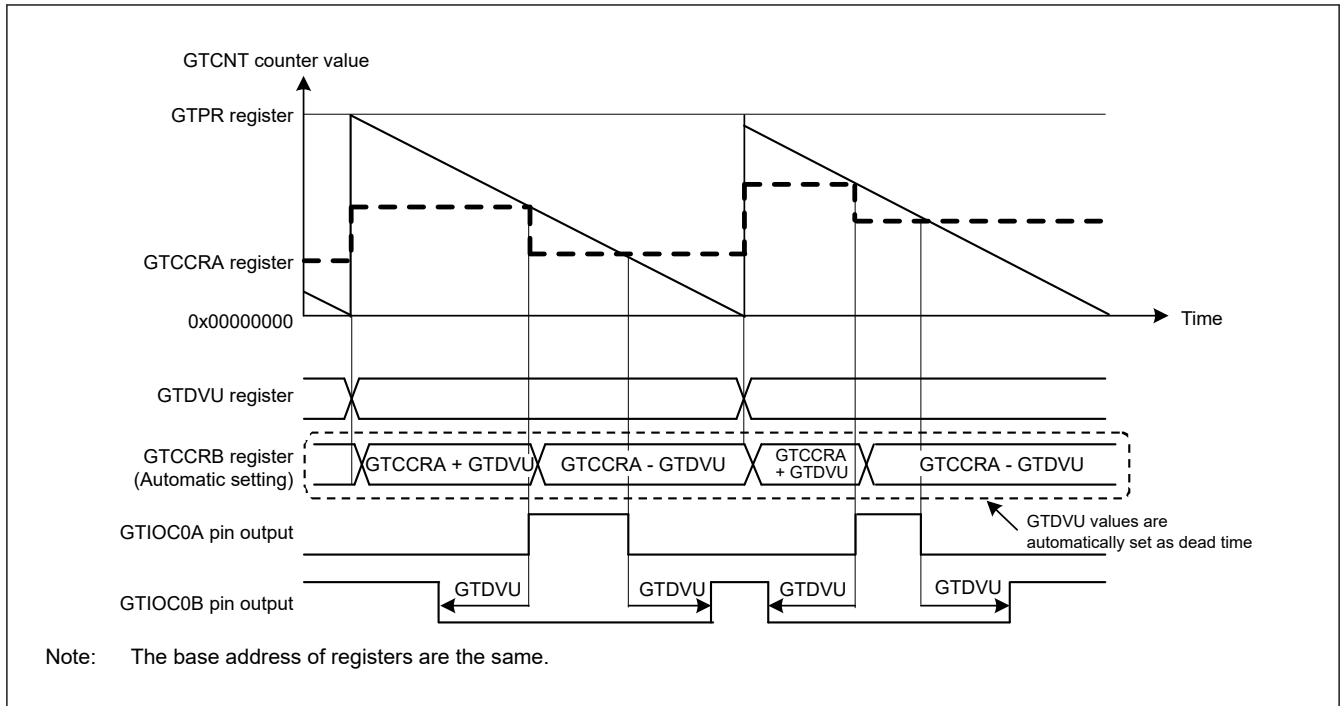 GTCNT counter value
GTPR register
GTCCRA register
0x00000000
Time
GTDVU register
GTCCRB register
(Automatic setting)
GTCCRA + GTDVU
GTCCRA - GTDVU
GTCCRA
+ GTDVU
GTCCRA - GTDVU
GTDVU values are
automatically set as dead time
GTIOC0A pin output
GTIOC0B pin output
GTDVU
GTDVU
GTDVU
GTDVU
Note: The base address of registers are the same.